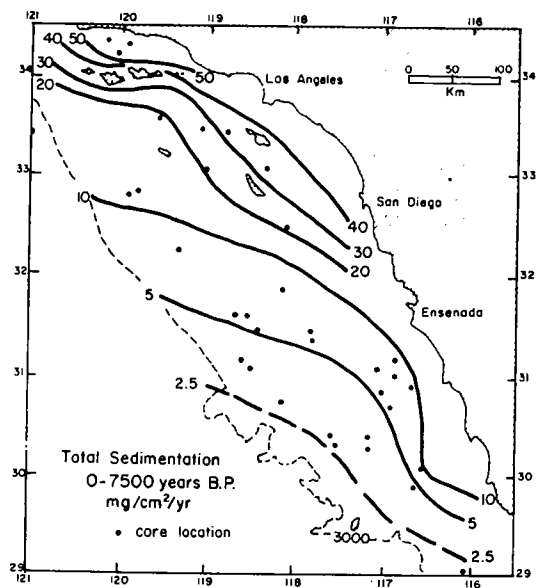 121 120 119 118 117 116
40 50
34
30
20
50
Los Angeles
0 50 100
Km
34
33
10
San Diego
40
30
20
33
32
5
Ensenada
32
31
2.5
31
Total Sedimentation
0-7500 years B.P.
mg/cm²/yr
• core location
30
3000
10
5
2.5
30
29
29
121 120 119 118 117 116